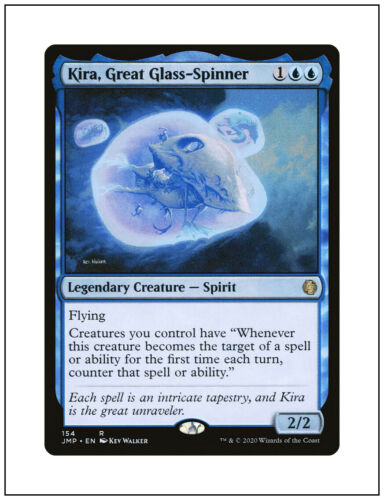 Kira, Great Glass-Spinner 1
Kev Walker
Legendary Creature — Spirit
Flying
Creatures you control have “Whenever
this creature becomes the target of a spell
or ability for the first time each turn,
counter that spell or ability.”
Each spell is an intricate tapestry, and Kira
is the great unraveler.
2/2
154 R
JMP • EN Kev Walker
™ & © 2020 Wizards of the Coast